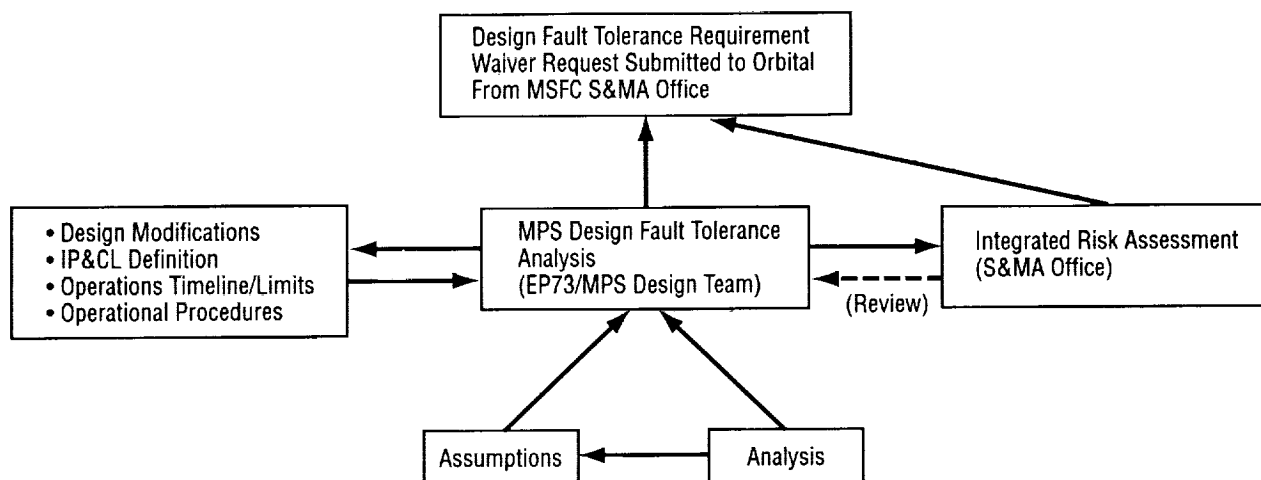 Design Fault Tolerance Requirement
Waiver Request Submitted to Orbital
From MSFC S&MA Office
• Design Modifications
• IP&CL Definition
• Operations Timeline/Limits
• Operational Procedures
MPS Design Fault Tolerance
Analysis
(EP73/MPS Design Team)
(Review)
Integrated Risk Assessment
(S&MA Office)
Assumptions
Analysis